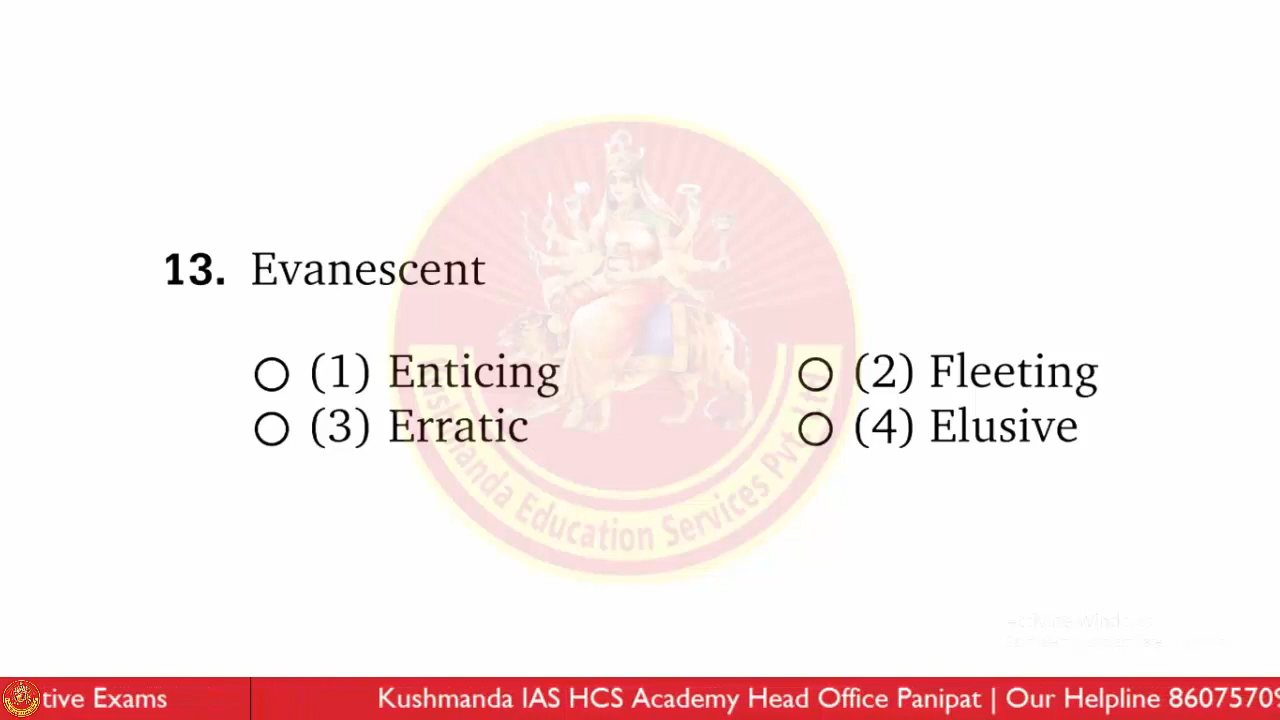 13. Evanescent
(1) Enticing (2) Fleeting
(3) Erratic (4) Elusive
Kushmanda Education Services Pvt. Ltd
tive Exams Kushmanda IAS HCS Academy Head Office Panipat | Our Helpline 8607570